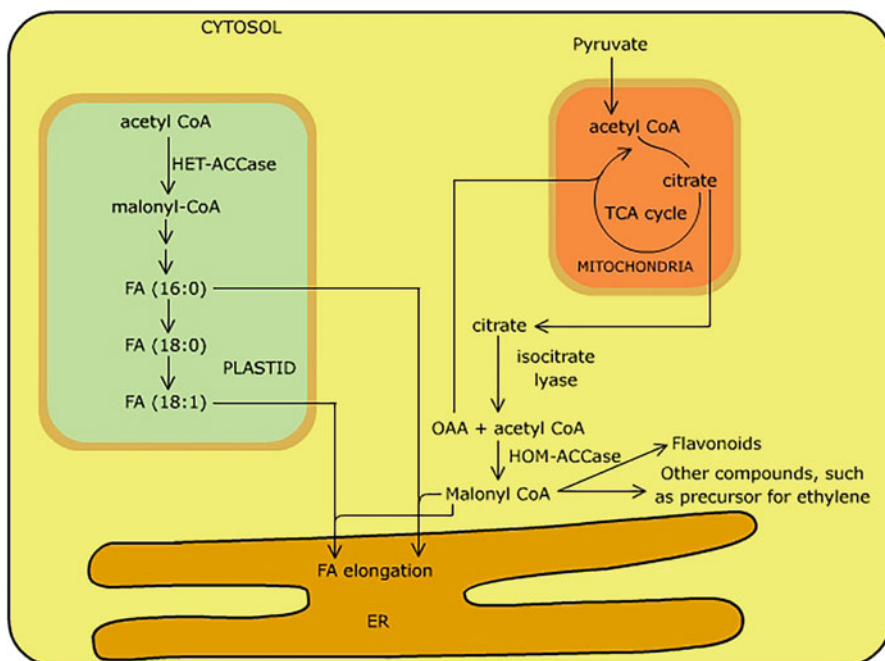 CYTOSOL
acetyl CoA
HET-ACCase
malonyl-CoA
FA (16:0)
FA (18:0)
PLASTID
FA (18:1)
Pyruvate
acetyl CoA
citrate
TCA cycle
MITOCHONDRIA
citrate
isocitrate
lyase
OAA + acetyl CoA
HOM-ACCase
Malonyl CoA
Flavonoids
Other compounds, such
as precursor for ethylene
FA elongation
ER